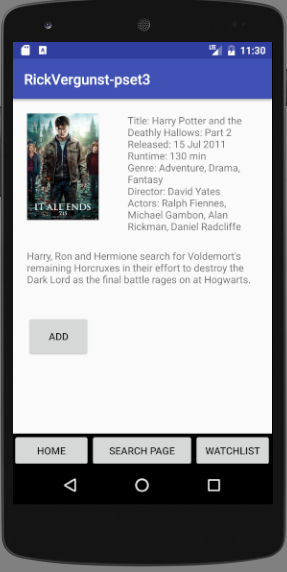 11:30
RickVergunst-pset3
Title: Harry Potter and the
Deathly Hallows: Part 2
Released: 15 Jul 2011
Runtime: 130 min
Genre: Adventure, Drama,
Fantasy
Director: David Yates
Actors: Ralph Fiennes,
Michael Gambon, Alan
Rickman, Daniel Radcliffe
IT ALL ENDS
7.15
Harry, Ron and Hermione search for Voldemort's
remaining Horcruxes in their effort to destroy the
Dark Lord as the final battle rages on at Hogwarts.
ADD
HOME SEARCH PAGE WATCHLIST